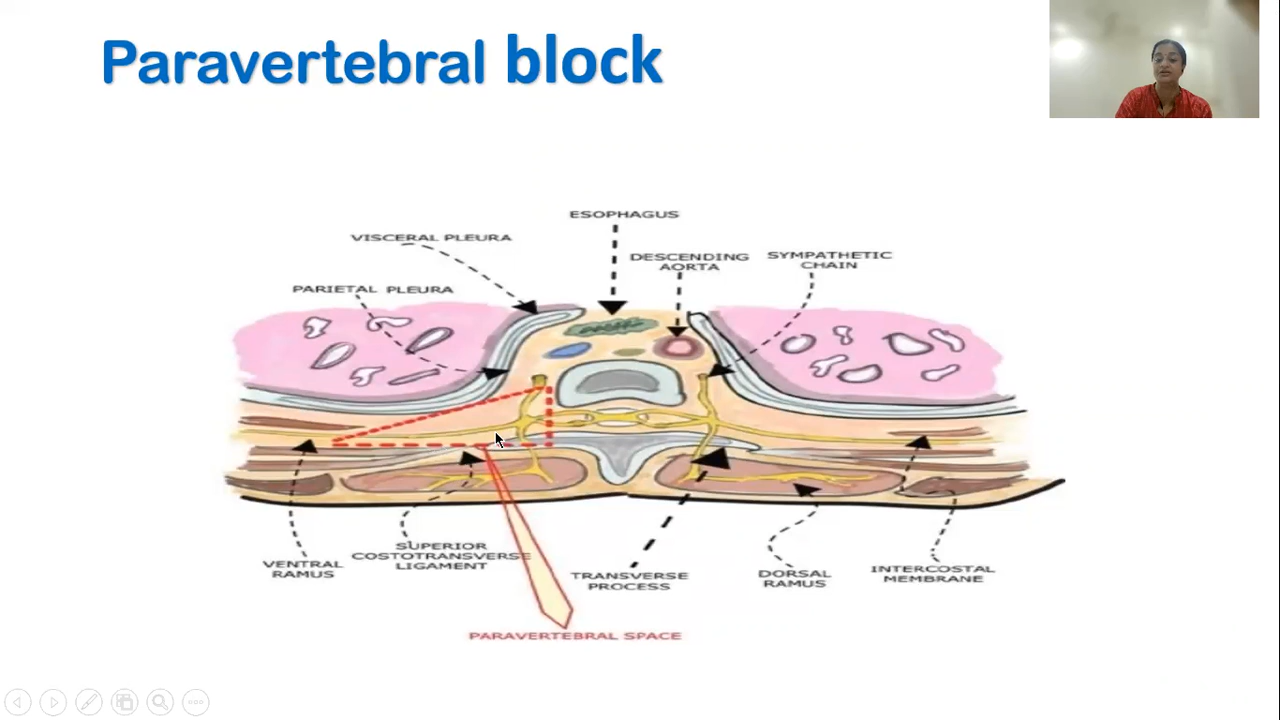 Paravertebral block
ESOPHAGUS
VISCERAL PLEURA
DESCENDING
AORTA
SYMPATHETIC
CHAIN
PARIETAL PLEURA
VENTRAL
RAMUS
SUPERIOR
COSTOTRANSVERSE
LIGAMENT
TRANSVERSE
PROCESS
DORSAL
RAMUS
INTERCOSTAL
MEMBRANE
PARAVERTEBRAL SPACE